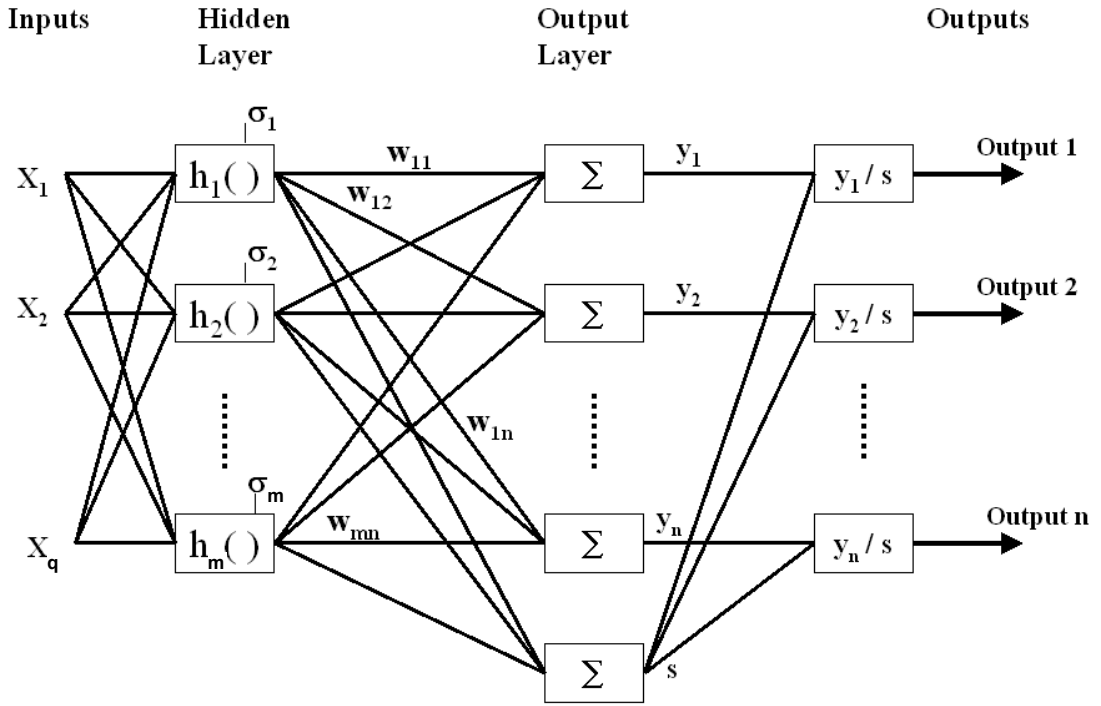 Inputs
Hidden
Layer
Output
Layer
Outputs
X₁
σ₁
h₁( )
w₁₁
w₁₂
Σ
y₁
y₁ / s
Output 1
X₂
σ₂
h₂( )
Σ
y₂
y₂ / s
Output 2
w₁ₙ
X_q
σₘ
hₘ( )
wₘₙ
Σ
yₙ
yₙ / s
Output n
Σ
s